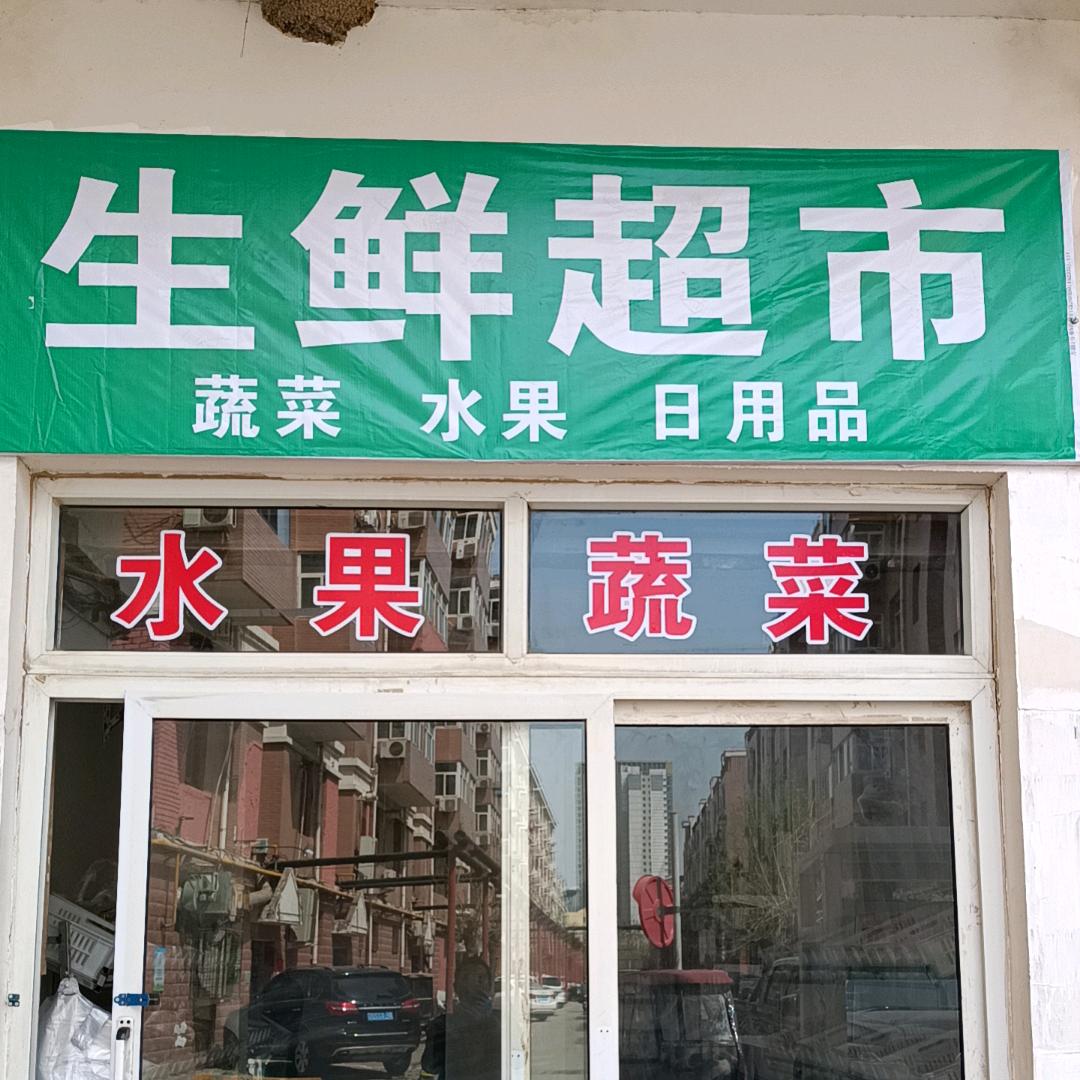 生鲜超市
蔬菜 水果 日用品
水果 蔬菜